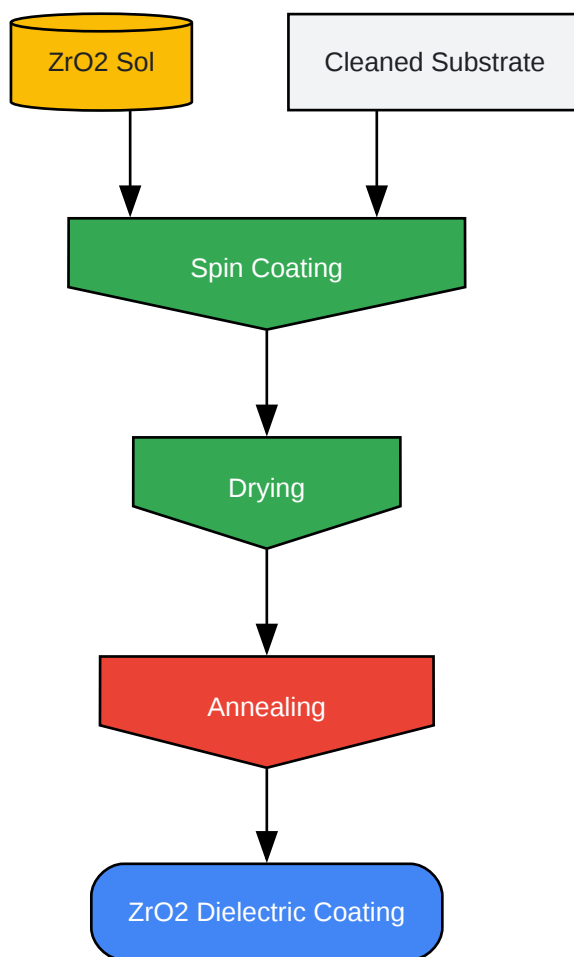 ZrO2 Sol
Cleaned Substrate
Spin Coating
Drying
Annealing
ZrO2 Dielectric Coating